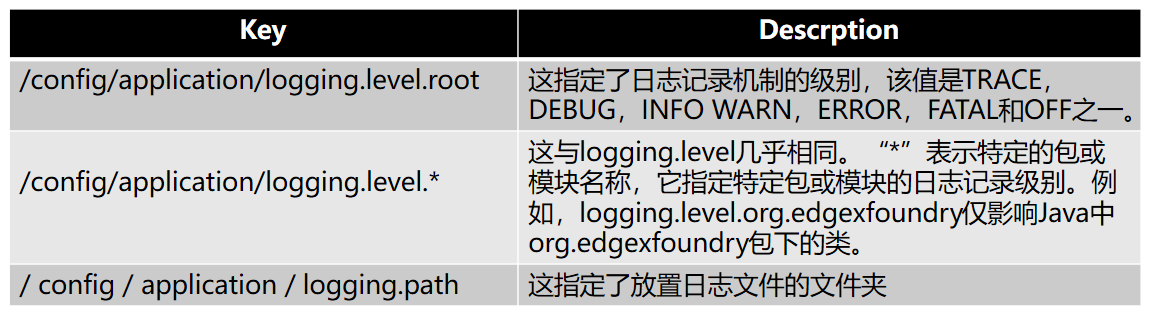 Key
Descrption
/config/application/logging.level.root
这指定了日志记录机制的级别，该值是TRACE，
DEBUG，INFO WARN，ERROR，FATAL和OFF之一。
/config/application/logging.level.*
这与logging.level几乎相同。“*”表示特定的包或
模块名称，它指定特定包或模块的日志记录级别。例
如，logging.level.org.edgexfoundry仅影响Java中
org.edgexfoundry包下的类。
/ config / application / logging.path
这指定了放置日志文件的文件夹